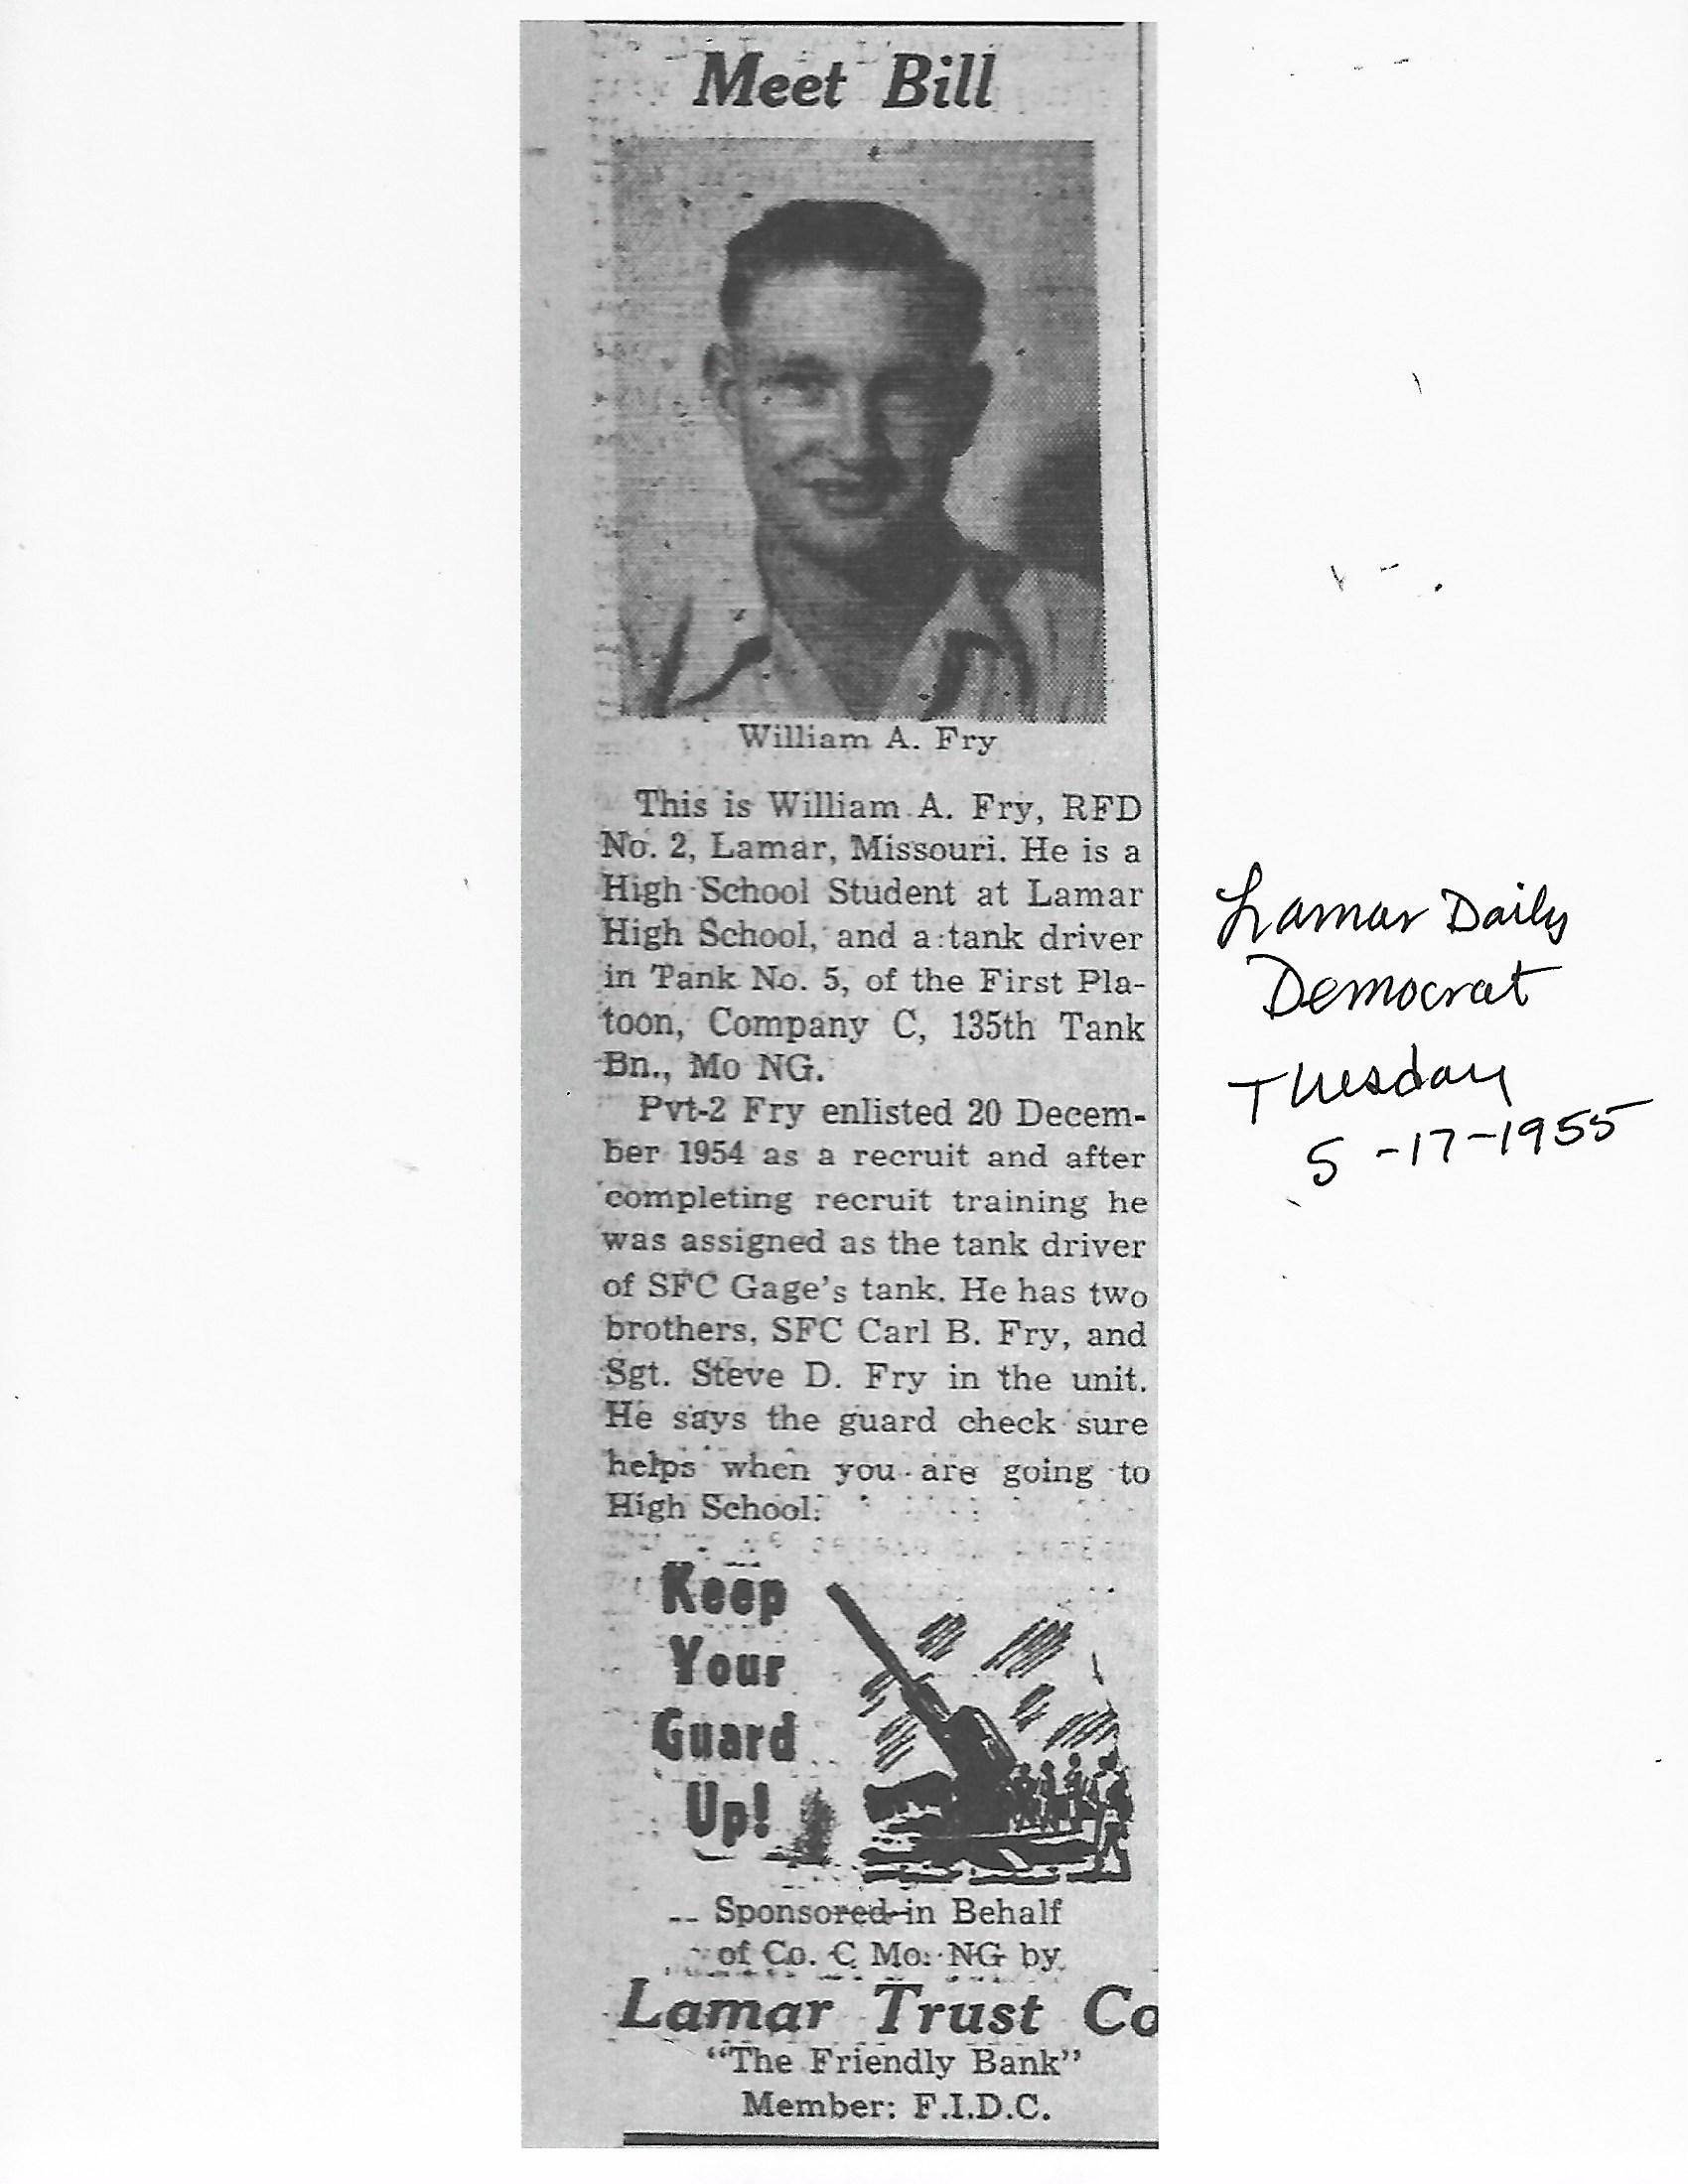 Meet Bill
William A. Fry
This is William A. Fry, RFD
No. 2, Lamar, Missouri. He is a
High School Student at Lamar
High School, and a tank driver
in Tank No. 5, of the First Pla-
toon, Company C, 135th Tank
Bn., Mo NG.
Pvt-2 Fry enlisted 20 Decem-
ber 1954 as a recruit and after
completing recruit training he
was assigned as the tank driver
of SFC Gage's tank. He has two
brothers, SFC Carl B. Fry, and
Sgt. Steve D. Fry in the unit.
He says the guard check sure
helps when you are going to
High School.
Keep
Your
Guard
Up!
Sponsored in Behalf
of Co. C Mo. NG by
Lamar Trust Co
"The Friendly Bank"
Member: F.I.D.C.
Lamar Daily
Democrat
Tuesday
5-17-1955